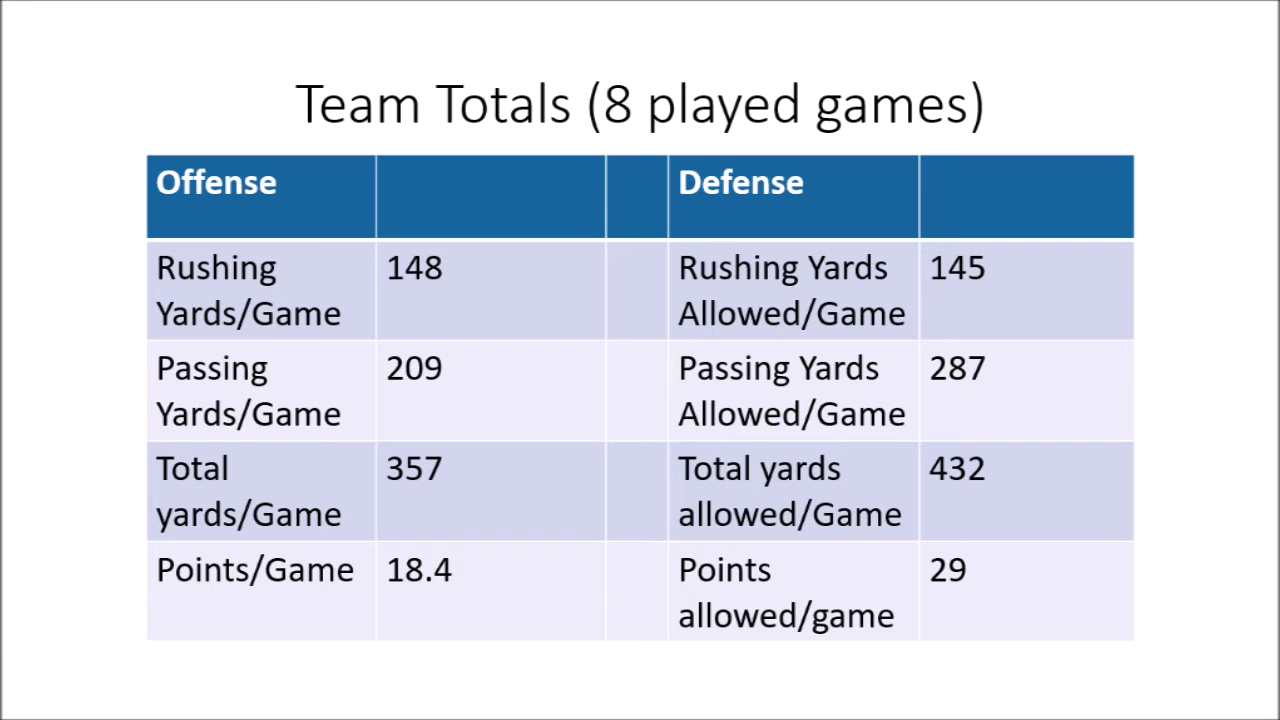 Team Totals (8 played games)
Offense Defense
Rushing Yards/Game 148 Rushing Yards Allowed/Game 145
Passing Yards/Game 209 Passing Yards Allowed/Game 287
Total yards/Game 357 Total yards allowed/Game 432
Points/Game 18.4 Points allowed/game 29